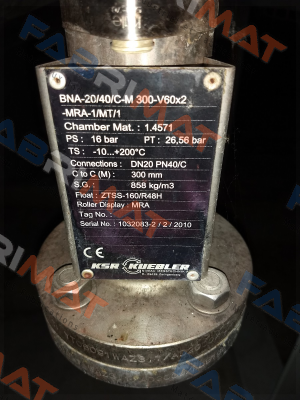 BNA-20/40/C-M 300-V60x2
-MRA-1/MT/1
Chamber Mat. : 1.4571
PS : 16 bar PT : 26,56 bar
TS : -10...+200°C
Connections : DN20 PN40/C
C to C (M) : 300 mm
S.G. : 858 kg/m3
Float : ZTSS-160/R48H
Roller Display : MRA
Tag No :
Serial No. : 1032083-2 / 2 / 2010
CE
KSR KUEBLER
FABRIMAT.COM